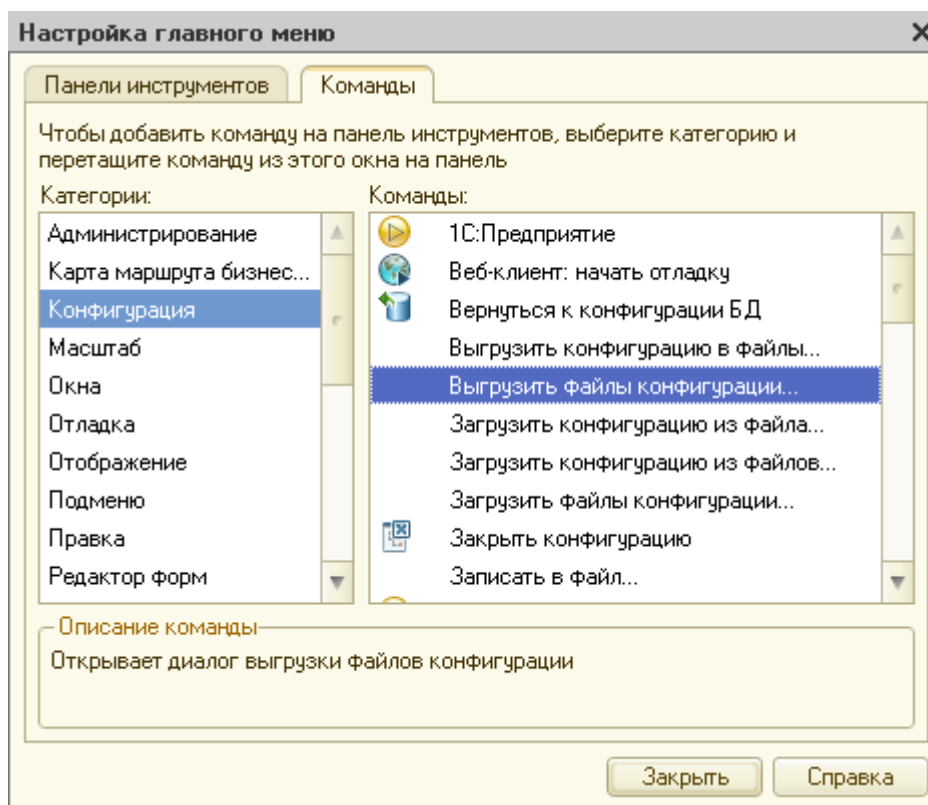 Настройка главного меню
Панели инструментов
Команды
Чтобы добавить команду на панель инструментов, выберите категорию и
перетащите команду из этого окна на панель
Категории:
Администрирование
Карта маршрута бизнес...
Конфигурация
Масштаб
Окна
Отладка
Отображение
Подменю
Правка
Редактор форм
Команды:
1С:Предприятие
Веб-клиент: начать отладку
Вернуться к конфигурации БД
Выгрузить конфигурацию в файлы...
Выгрузить файлы конфигурации...
Загрузить конфигурацию из файла...
Загрузить конфигурацию из файлов...
Загрузить файлы конфигурации...
Закрыть конфигурацию
Записать в файл...
Описание команды
Открывает диалог выгрузки файлов конфигурации
Закрыть
Справка